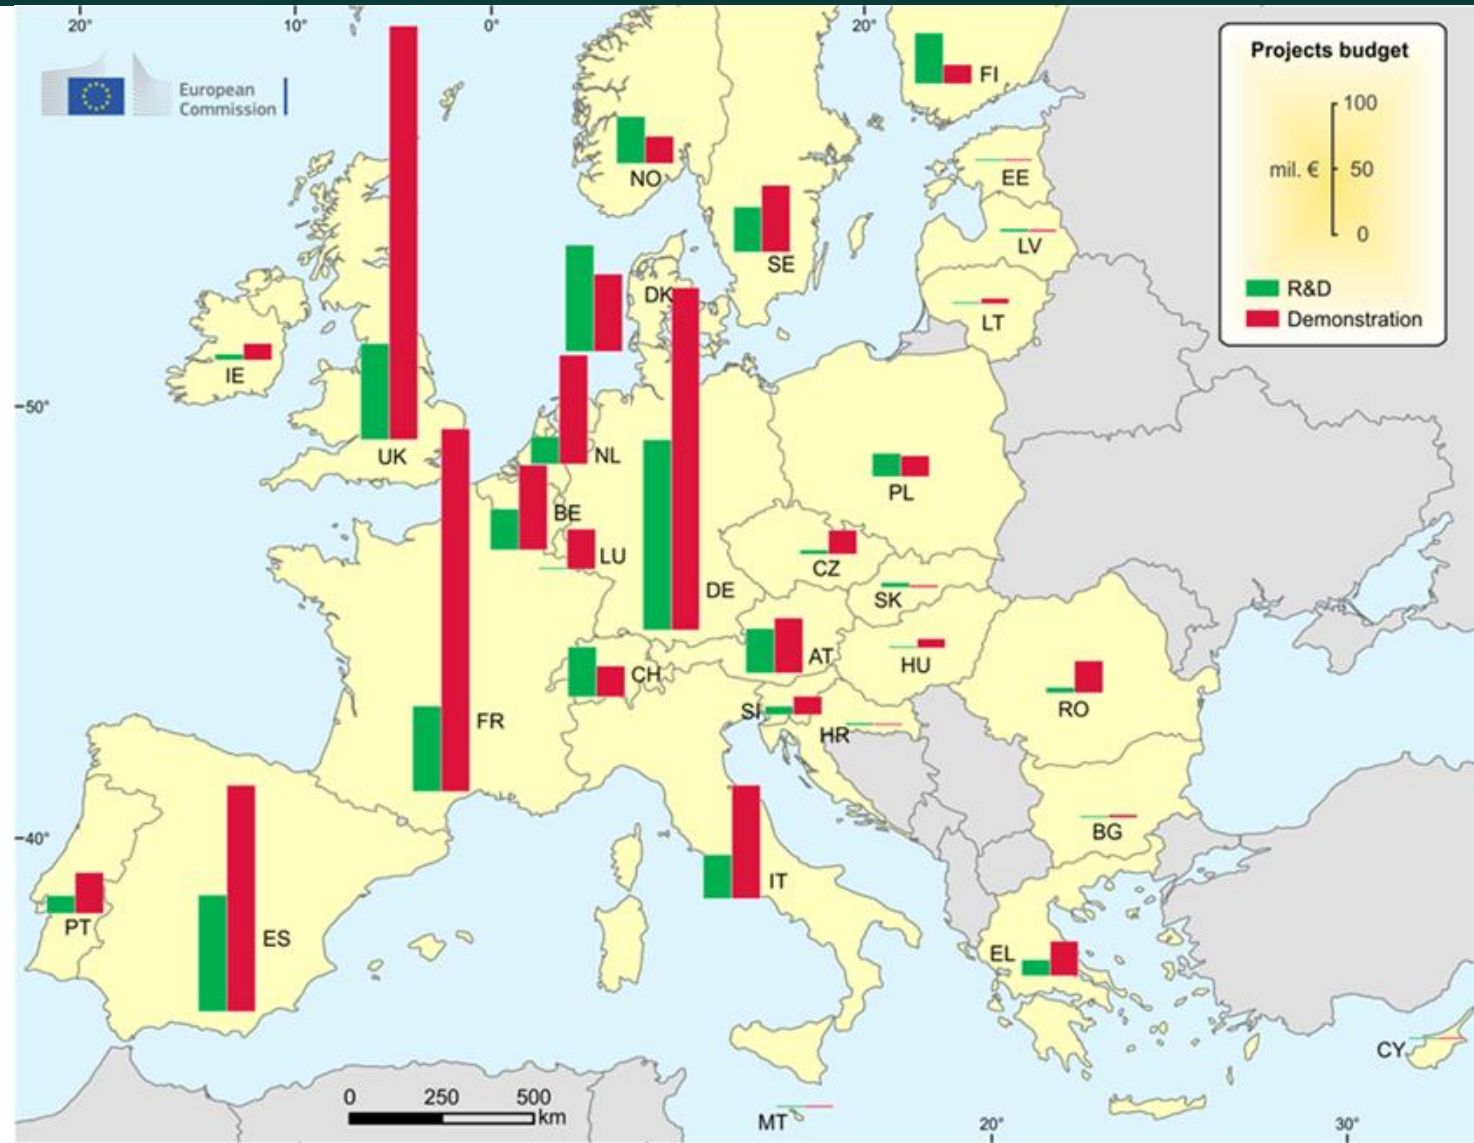 20°
10°
0°
20°
European
Commission
Projects budget
100
mil. €
50
0
R&D
Demonstration
FI
NO
EE
SE
LV
DK
LT
IE
50°
UK
NL
PL
BE
LU
CZ
DE
SK
AT
HU
CH
SI
HR
RO
FR
BG
40°
IT
PT
ES
EL
CY
0
250
500
km
MT
20°
30°